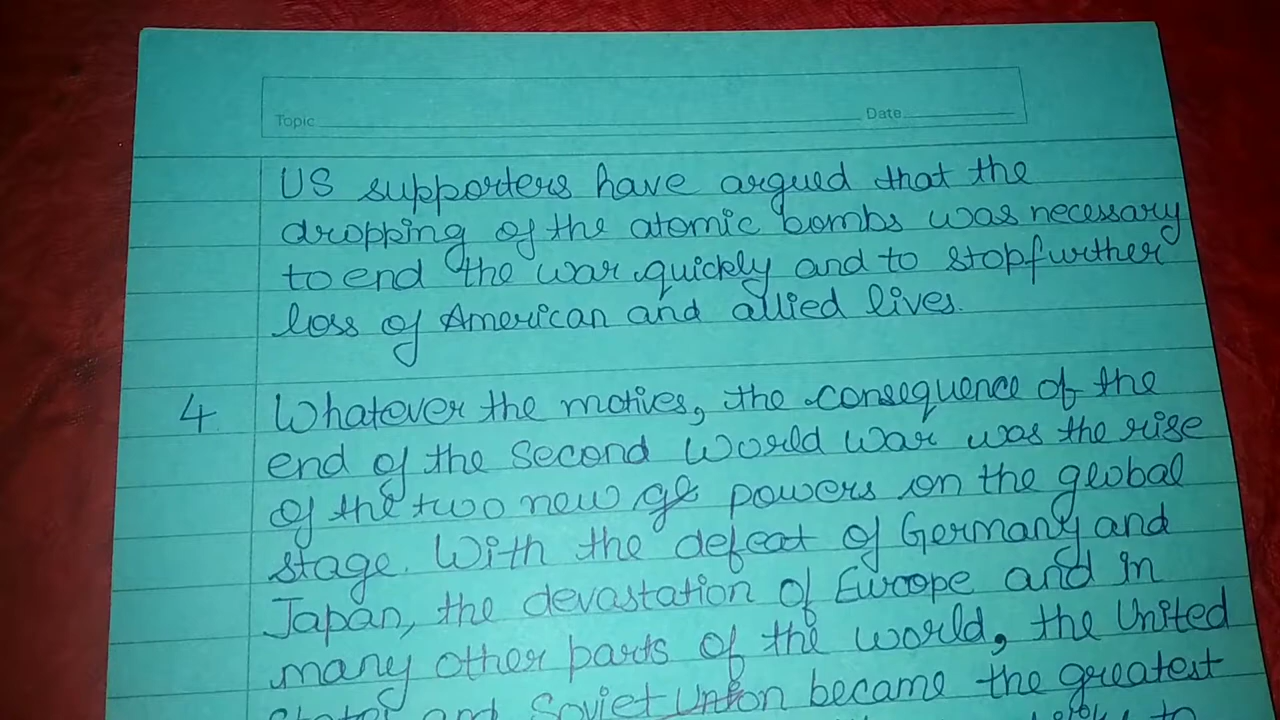 Topic Date
US supporters have argued that the
dropping of the atomic bombs was necessary
to end the war quickly and to stop further
loss of American and allied lives.
4 Whatever the motives, the consequence of the
end of the Second World War was the rise
of the two new powers on the global
stage. With the defeat of Germany and
Japan, the devastation of Europe and in
many other parts of the world, the United
States and Soviet Union became the greatest
to